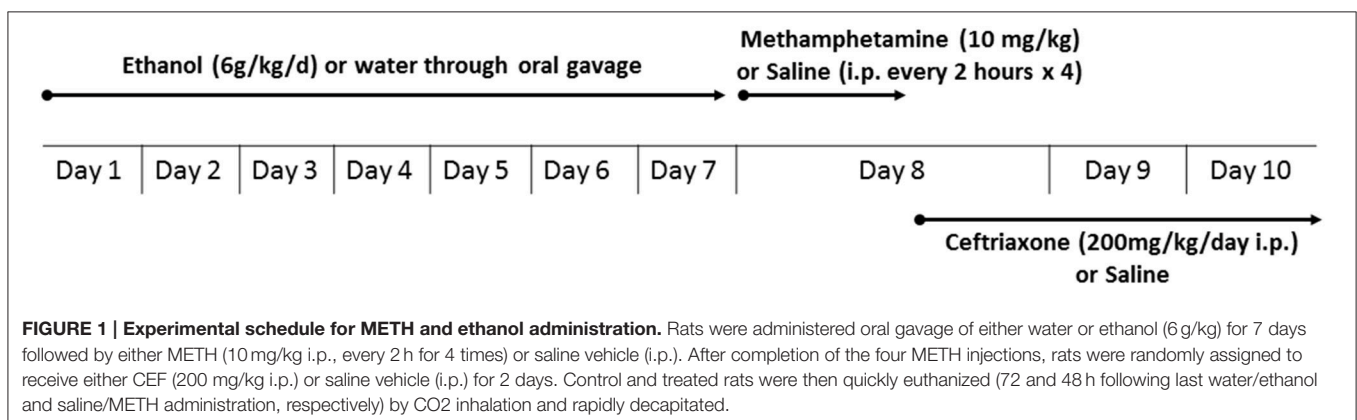 Methamphetamine (10 mg/kg)
Ethanol (6g/kg/d) or water through oral gavage
or Saline (i.p. every 2 hours x 4)
Day 1 Day 2 Day 3 Day 4 Day 5 Day 6 Day 7 Day 8 Day 9 Day 10
Ceftriaxone (200mg/kg/day i.p.)
or Saline
FIGURE 1 | Experimental schedule for METH and ethanol administration. Rats were administered oral gavage of either water or ethanol (6 g/kg) for 7 days
followed by either METH (10 mg/kg i.p., every 2 h for 4 times) or saline vehicle (i.p.). After completion of the four METH injections, rats were randomly assigned to
receive either CEF (200 mg/kg i.p.) or saline vehicle (i.p.) for 2 days. Control and treated rats were then quickly euthanized (72 and 48 h following last water/ethanol
and saline/METH administration, respectively) by CO2 inhalation and rapidly decapitated.